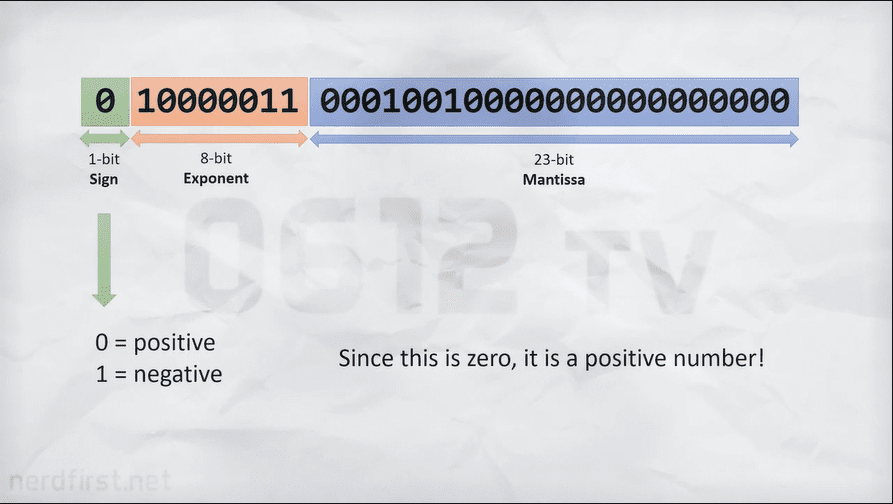 0 10000011 00010010000000000000000
1-bit 8-bit 23-bit
Sign Exponent Mantissa
0612 TV
0 = positive
1 = negative
Since this is zero, it is a positive number!
nerdfirst.net